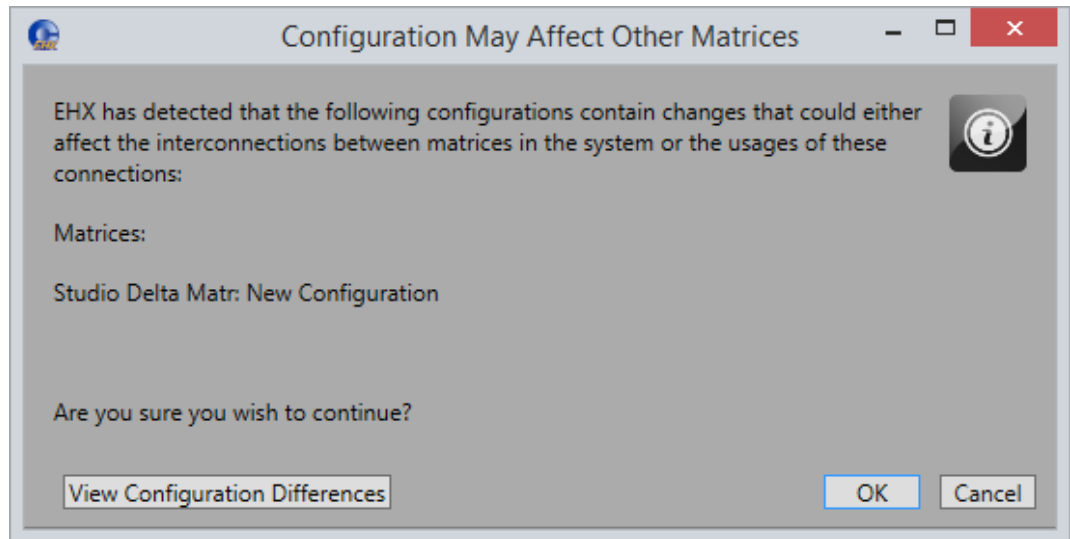 Configuration May Affect Other Matrices
EHX has detected that the following configurations contain changes that could either
affect the interconnections between matrices in the system or the usages of these
connections:
Matrices:
Studio Delta Matr: New Configuration
Are you sure you wish to continue?
View Configuration Differences
OK
Cancel